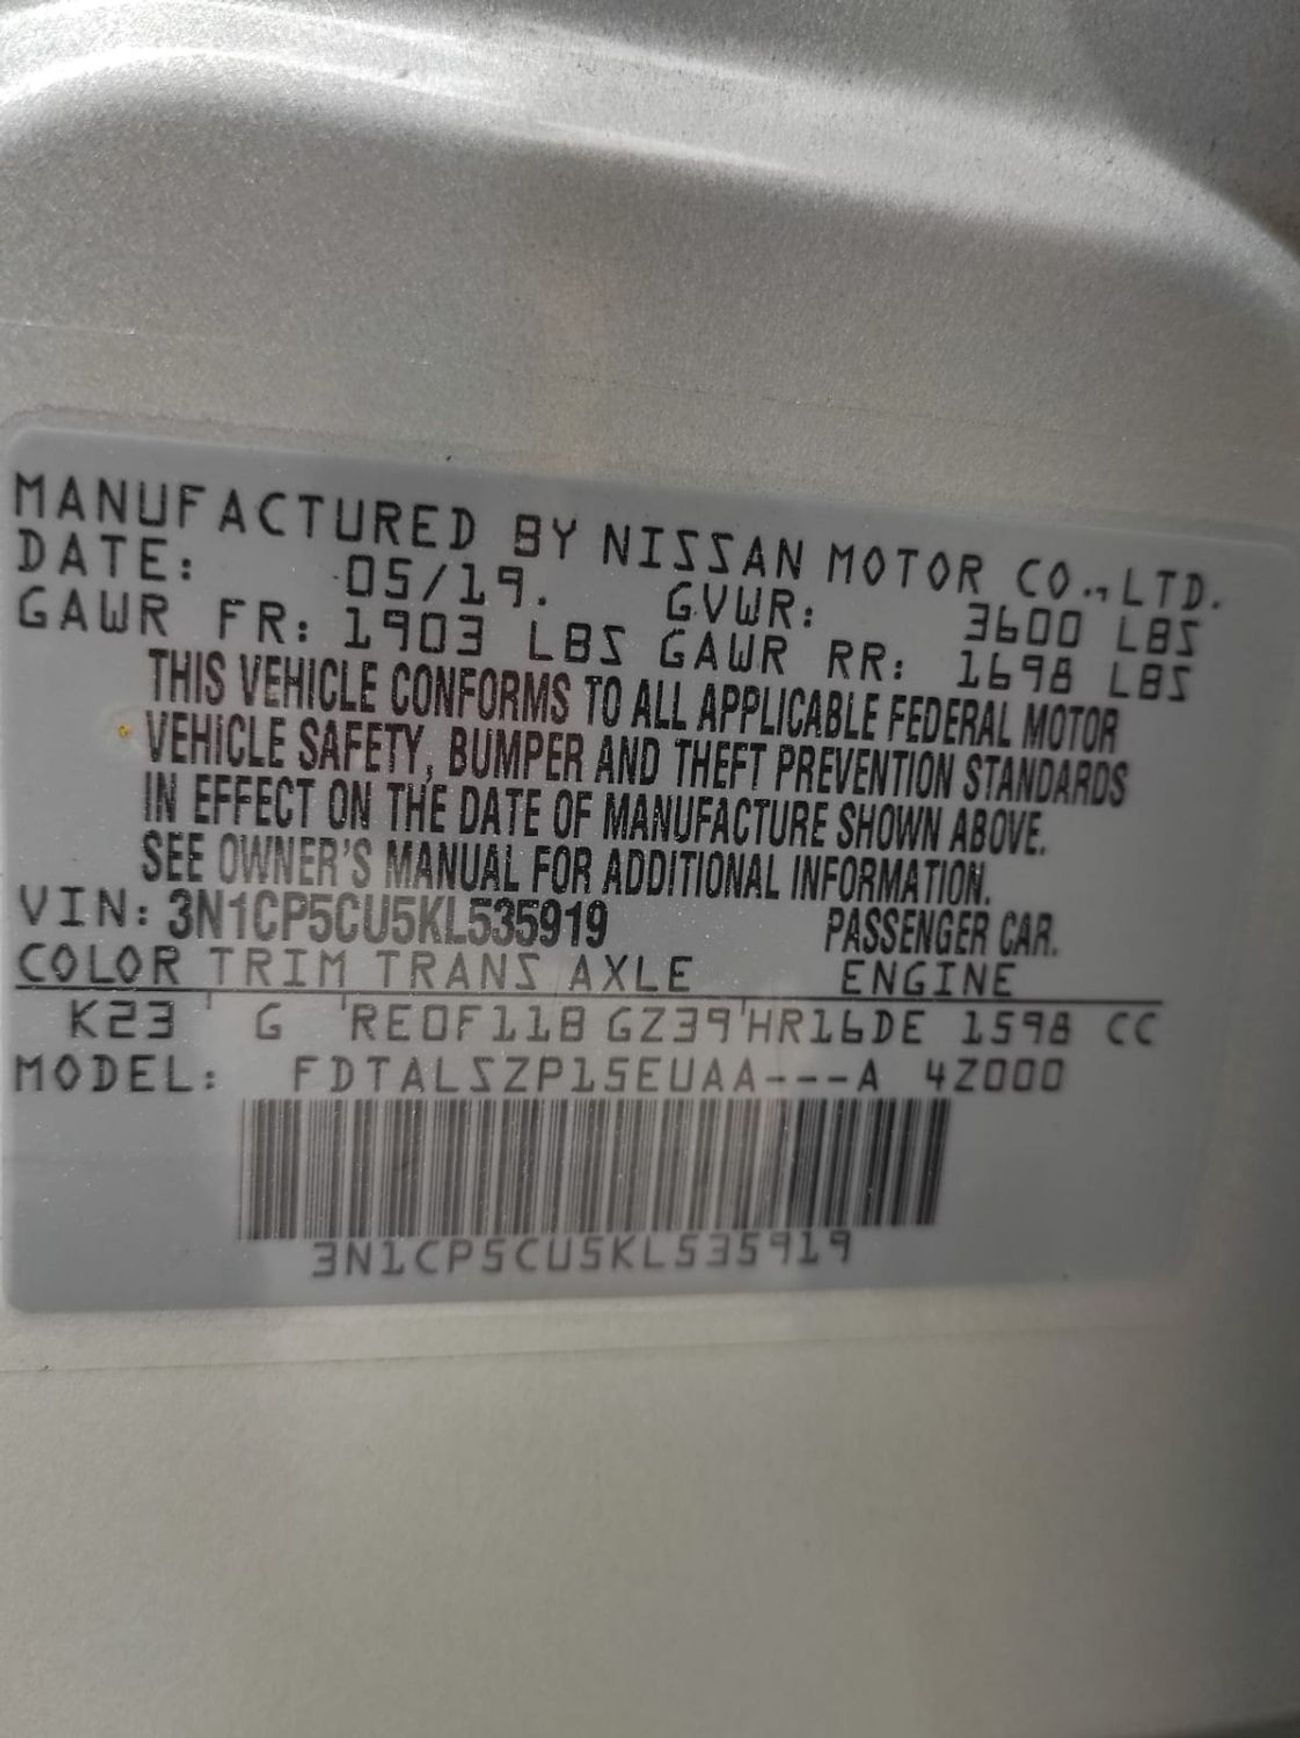 MANUFACTURED BY NISSAN MOTOR CO.,LTD.
DATE: 05/19. GVWR: 3600 LBS
GAWR FR: 1903 LBS GAWR RR: 1698 LBS
THIS VEHICLE CONFORMS TO ALL APPLICABLE FEDERAL MOTOR
VEHICLE SAFETY, BUMPER AND THEFT PREVENTION STANDARDS
IN EFFECT ON THE DATE OF MANUFACTURE SHOWN ABOVE.
SEE OWNER'S MANUAL FOR ADDITIONAL INFORMATION.
VIN: 3N1CP5CU5KL535919 PASSENGER CAR.
COLOR TRIM TRANS AXLE ENGINE
K23 ' G 'RE0F11B GZ39'HR16DE 1598 CC
MODEL: FDTALSZP15EUAA---A 4Z000
3N1CP5CU5KL535919